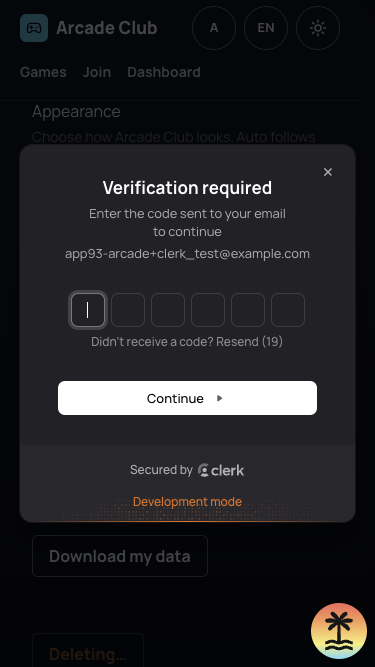 Arcade Club
A
EN
Games
Join
Dashboard
Appearance
Choose how Arcade Club looks. Auto follows
Verification required
Enter the code sent to your email
to continue
app93-arcade+clerk_test@example.com
Didn't receive a code? Resend (19)
Continue
Secured by clerk
Development mode
Download my data
Deleting...